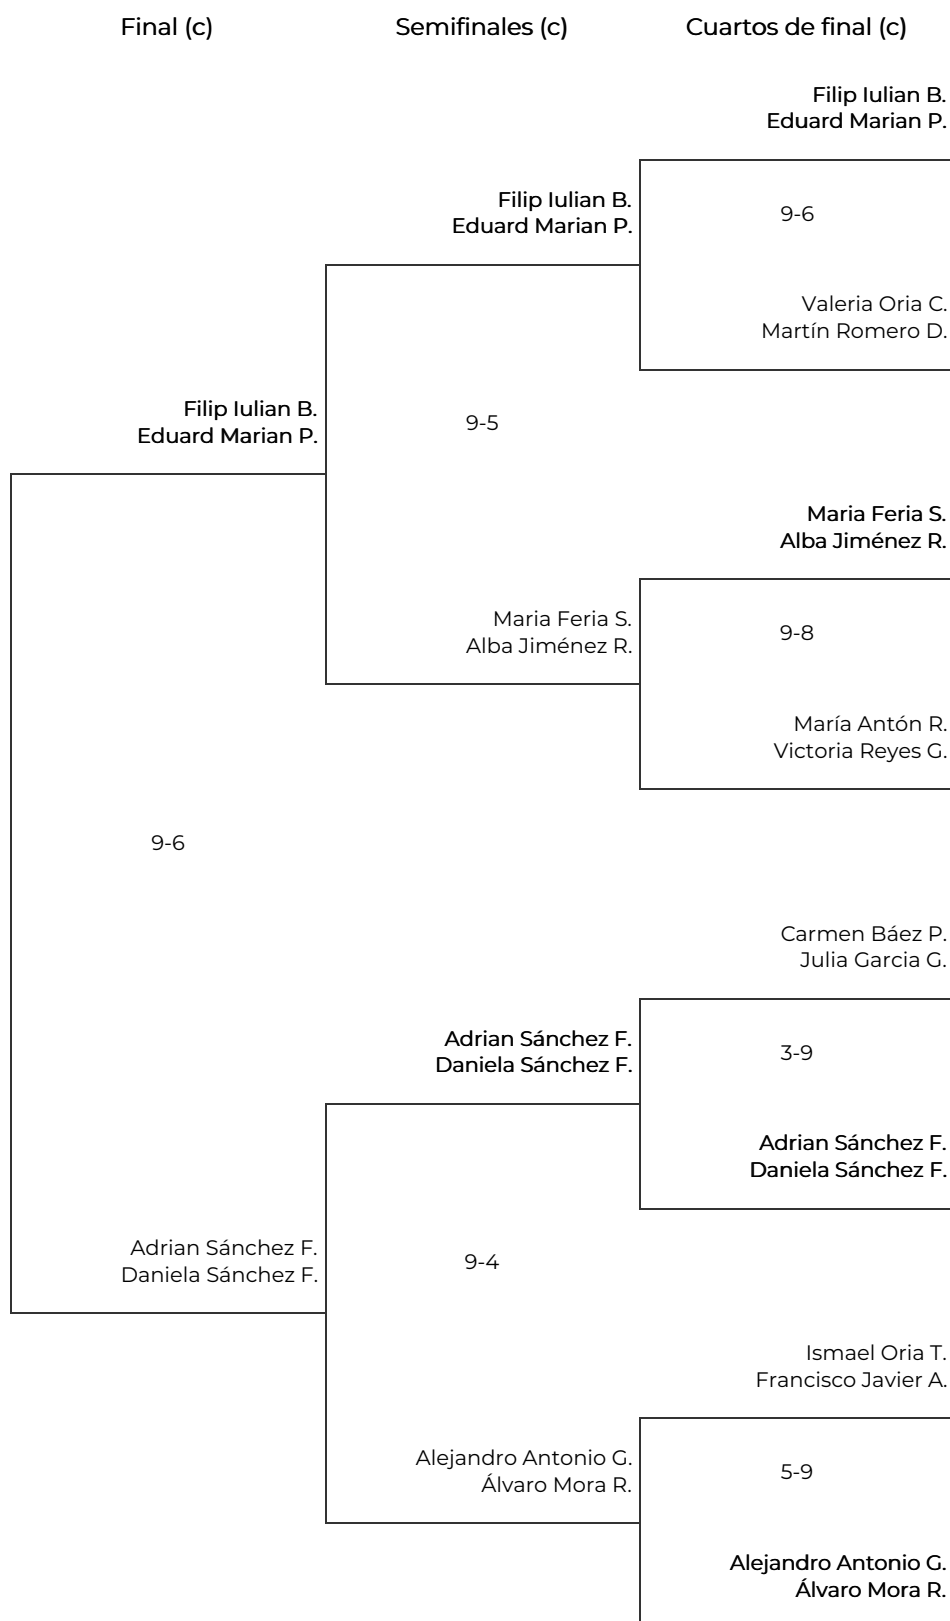 Final (c)
Semifinales (c)
Cuartos de final (c)
Filip Iulian B.
Eduard Marian P.
Filip Iulian B.
Eduard Marian P.
9-6
Valeria Oria C.
Martín Romero D.
Filip Iulian B.
Eduard Marian P.
9-5
Maria Feria S.
Alba Jiménez R.
Maria Feria S.
Alba Jiménez R.
9-8
María Antón R.
Victoria Reyes G.
9-6
Carmen Báez P.
Julia Garcia G.
Adrian Sánchez F.
Daniela Sánchez F.
3-9
Adrian Sánchez F.
Daniela Sánchez F.
Adrian Sánchez F.
Daniela Sánchez F.
9-4
Ismael Oria T.
Francisco Javier A.
Alejandro Antonio G.
Álvaro Mora R.
5-9
Alejandro Antonio G.
Álvaro Mora R.